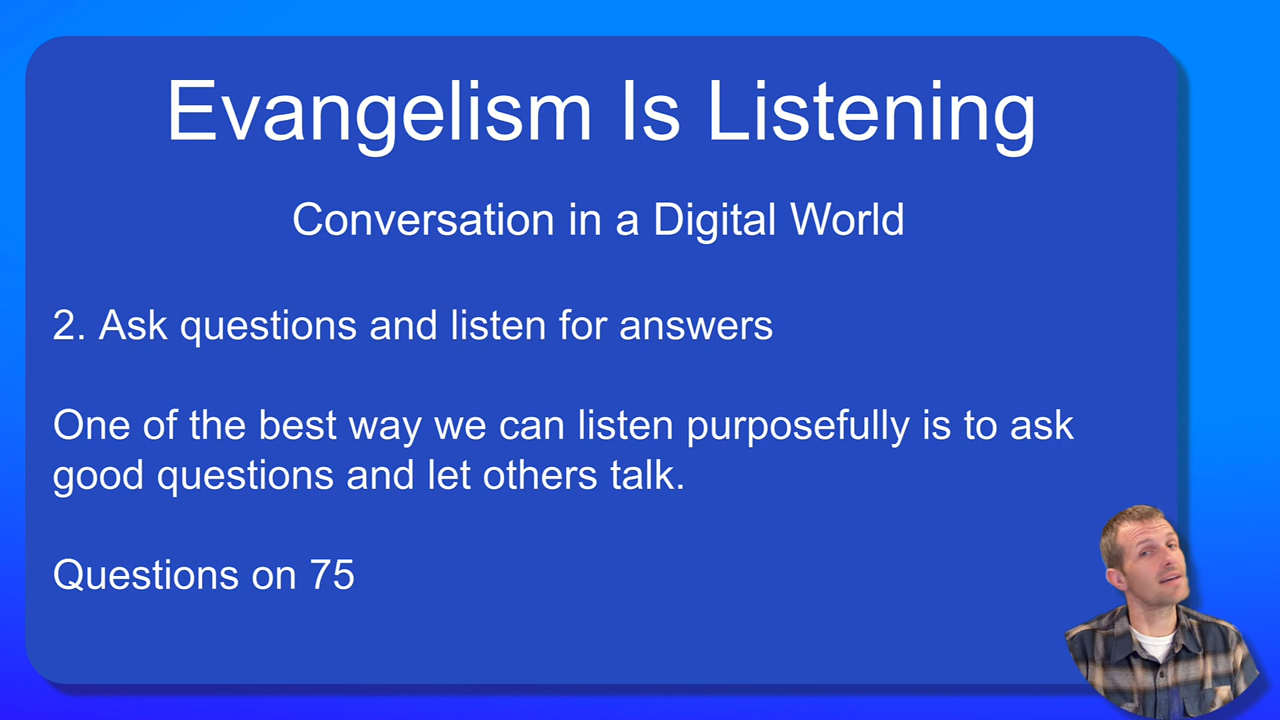 Evangelism Is Listening
Conversation in a Digital World
2. Ask questions and listen for answers
One of the best way we can listen purposefully is to ask
good questions and let others talk.
Questions on 75